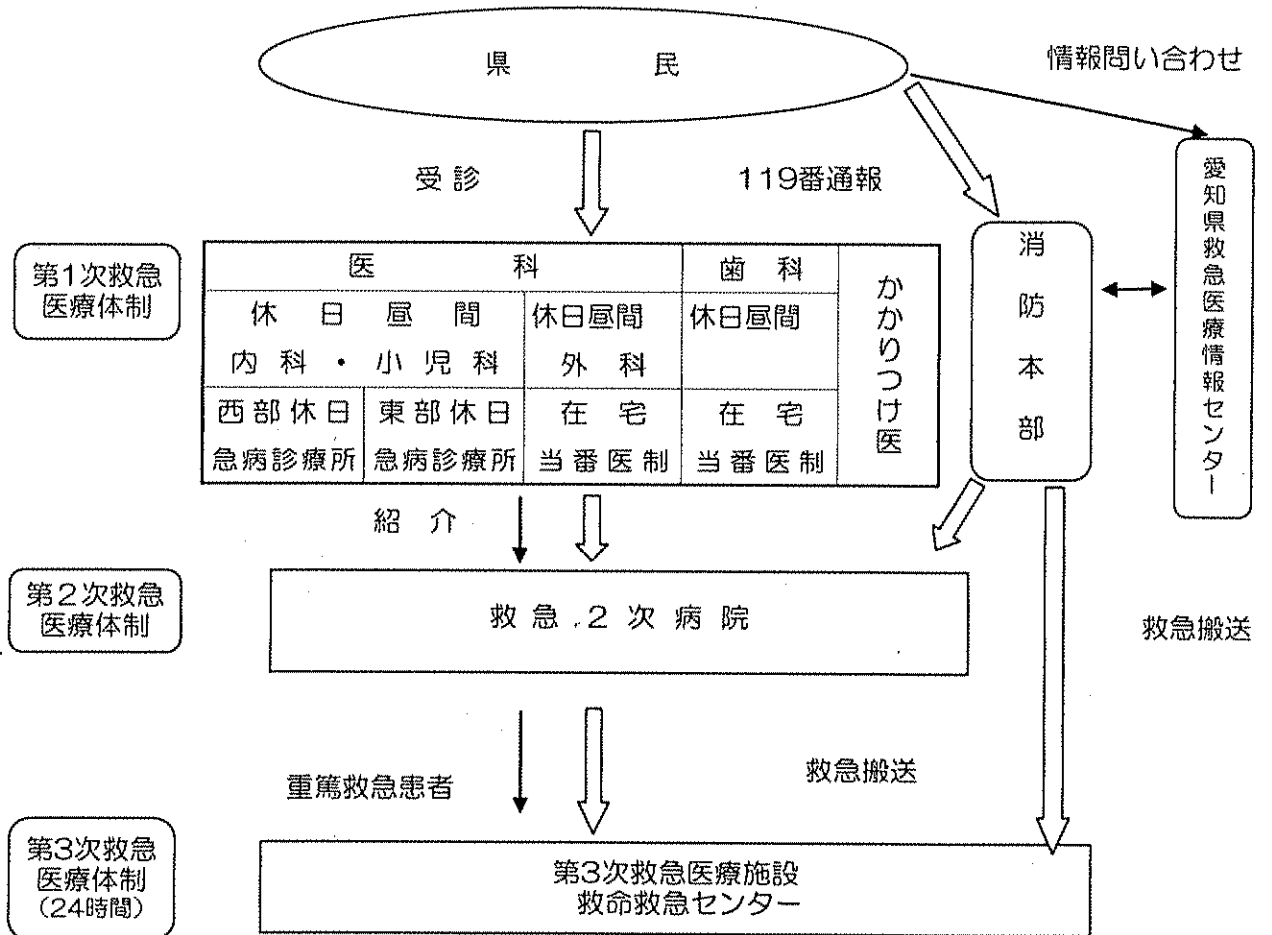 県民
情報問い合わせ
受診
119番通報
愛知県救急医療情報センター
消防本部
第1次救急
医療体制
医科
歯科
かかりつけ医
休日昼間
内科・小児科
休日昼間
外科
休日昼間
西部休日
急病診療所
東部休日
急病診療所
在宅
当番医制
在宅
当番医制
紹介
第2次救急
医療体制
救急2次病院
救急搬送
重篤救急患者
救急搬送
第3次救急
医療体制
(24時間)
第3次救急医療施設
救命救急センター